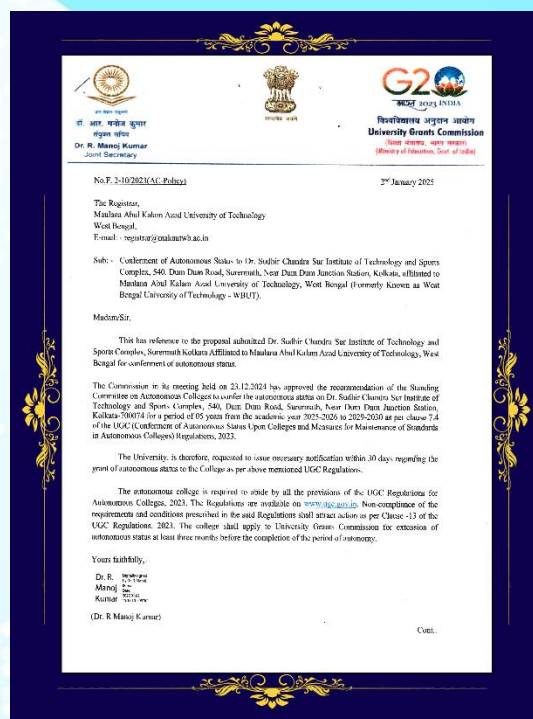 डॉ. आर. मनोज कुमार
संयुक्त सचिव
Dr. R. Manoj Kumar
Joint Secretary
सत्यमेव जयते
G20
भारत 2023 INDIA
विश्वविद्यालय अनुदान आयोग
University Grants Commission
(शिक्षा मंत्रालय, भारत सरकार)
(Ministry of Education, Govt. of India)
No.F. 2-10/2023(AC-Policy)
2nd January 2025
The Registrar,
Maulana Abul Kalam Azad University of Technology
West Bengal,
E-mail: - registrar@makautwb.ac.in
Sub: - Conferment of Autonomous Status to Dr. Sudhir Chandra Sur Institute of Technology and Sports
Complex, 540, Dum Dum Road, Surermath, Near Dum Dum Junction Station, Kolkata, affiliated to
Maulana Abul Kalam Azad University of Technology, West Bengal (Formerly Known as West
Bengal University of Technology - WBUT).
Madam/Sir,
This has reference to the proposal submitted Dr. Sudhir Chandra Sur Institute of Technology and
Sports Complex, Surermath Kolkata Affiliated to Maulana Abul Kalam Azad University of Technology, West
Bengal for conferment of autonomous status.
The Commission in its meeting held on 23.12.2024 has approved the recommendation of the Standing
Committee on Autonomous Colleges to confer the autonomous status on Dr. Sudhir Chandra Sur Institute of
Technology and Sports Complex, 540, Dum Dum Road, Surermath, Near Dum Dum Junction Station,
Kolkata-700074 for a period of 05 years from the academic year 2025-2026 to 2029-2030 as per clause 7.4
of the UGC (Conferment of Autonomous Status Upon Colleges and Measures for Maintenance of Standards
in Autonomous Colleges) Regulations, 2023.
The University, is therefore, requested to issue necessary notification within 30 days regarding the
grant of autonomous status to the College as per above mentioned UGC Regulations.
The autonomous college is required to abide by all the provisions of the UGC Regulations for
Autonomous Colleges, 2023. The Regulations are available on www.ugc.gov.in. Non-compliance of the
requirements and conditions prescribed in the said Regulations shall attract action as per Clause -13 of the
UGC Regulations, 2023. The college shall apply to University Grants Commission for extension of
autonomous status at least three months before the completion of the period of autonomy.
Yours faithfully,
Dr. R.
Manoj
Kumar
(Dr. R Manoj Kumar)
Cont..